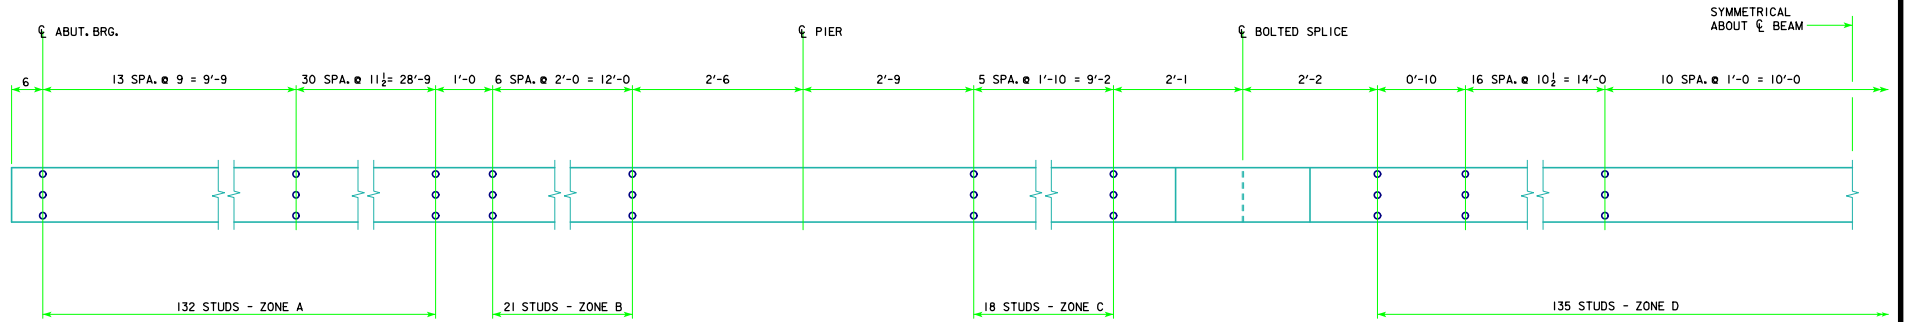 SYMMETRICAL
ABOUT ℄ BEAM
℄ ABUT. BRG.
℄ PIER
℄ BOLTED SPLICE
6
13 SPA. @ 9 = 9'-9
30 SPA. @ 11½= 28'-9
1'-0
6 SPA. @ 2'-0 = 12'-0
2'-6
2'-9
5 SPA. @ 1'-10 = 9'-2
2'-1
2'-2
0'-10
16 SPA. @ 10½ = 14'-0
10 SPA. @ 1'-0 = 10'-0
132 STUDS - ZONE A
21 STUDS - ZONE B
18 STUDS - ZONE C
135 STUDS - ZONE D